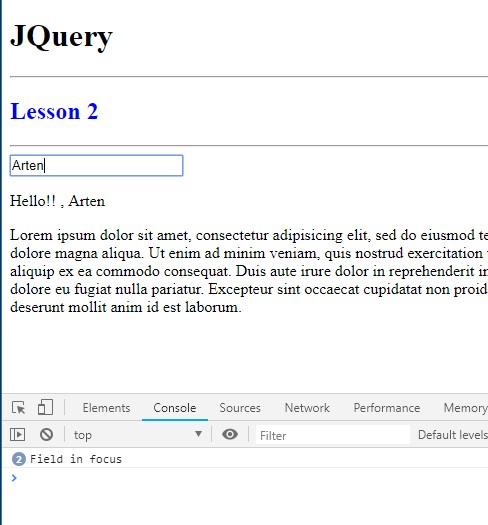 JQuery
Lesson 2
Arten
Hello!! , Arten
Lorem ipsum dolor sit amet, consectetur adipisicing elit, sed do eiusmod te
dolore magna aliqua. Ut enim ad minim veniam, quis nostrud exercitation
aliquip ex ea commodo consequat. Duis aute irure dolor in reprehenderit in
dolore eu fugiat nulla pariatur. Excepteur sint occaecat cupidatat non proid
deserunt mollit anim id est laborum.
Elements Console Sources Network Performance Memory
top Filter Default levels
2 Field in focus